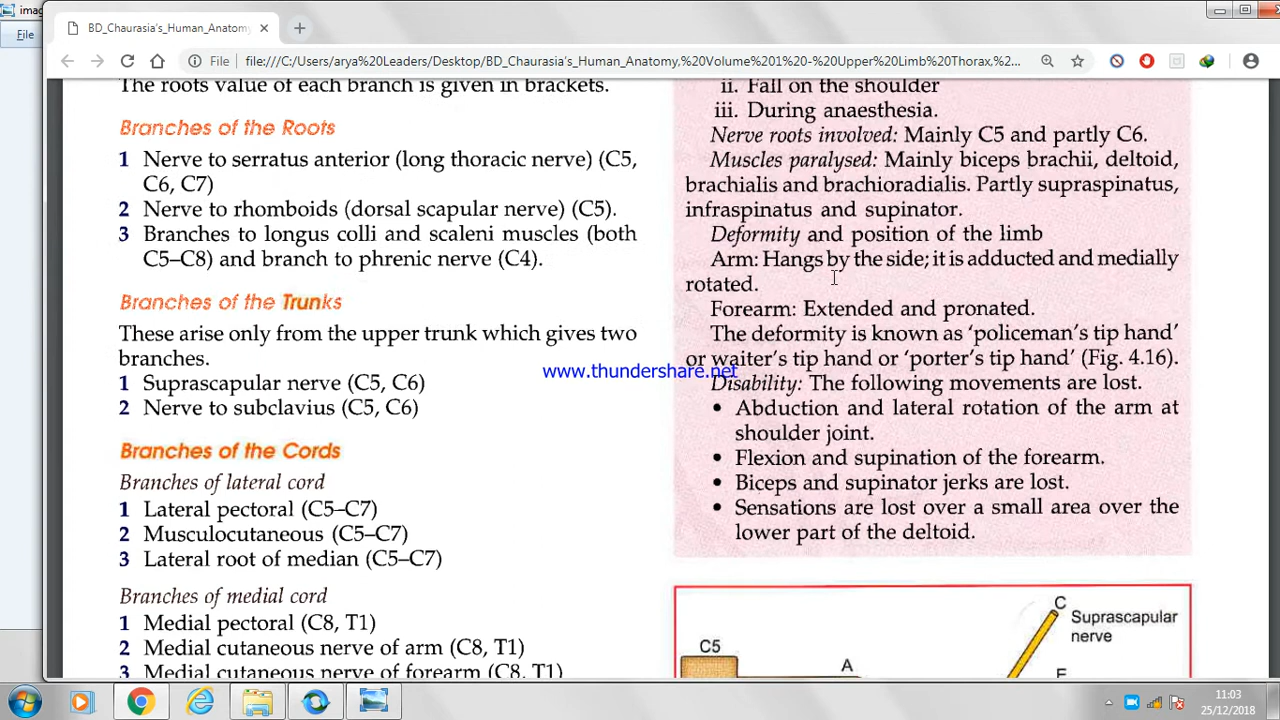 imag
BD_Chaurasia's_Human_Anatomy,
File
File
file:///C:/Users/arya%20Leaders/Desktop/BD_Chaurasia's_Human_Anatomy,%20Volume%201%20-%20Upper%20Limb%20Thorax,%20...
The roots value of each branch is given in brackets.
Branches of the Roots
1 Nerve to serratus anterior (long thoracic nerve) (C5,
C6, C7)
2 Nerve to rhomboids (dorsal scapular nerve) (C5).
3 Branches to longus colli and scaleni muscles (both
C5–C8) and branch to phrenic nerve (C4).
Branches of the Trunks
These arise only from the upper trunk which gives two
branches.
1 Suprascapular nerve (C5, C6)
2 Nerve to subclavius (C5, C6)
Branches of the Cords
Branches of lateral cord
1 Lateral pectoral (C5–C7)
2 Musculocutaneous (C5–C7)
3 Lateral root of median (C5–C7)
Branches of medial cord
1 Medial pectoral (C8, T1)
2 Medial cutaneous nerve of arm (C8, T1)
3 Medial cutaneous nerve of forearm (C8, T1)
www.thundershare.net
ii. Fall on the shoulder
iii. During anaesthesia.
Nerve roots involved: Mainly C5 and partly C6.
Muscles paralysed: Mainly biceps brachii, deltoid,
brachialis and brachioradialis. Partly supraspinatus,
infraspinatus and supinator.
Deformity and position of the limb
Arm: Hangs by the side; it is adducted and medially
rotated.
Forearm: Extended and pronated.
The deformity is known as 'policeman's tip hand'
or waiter's tip hand or 'porter's tip hand' (Fig. 4.16).
Disability: The following movements are lost.
• Abduction and lateral rotation of the arm at
shoulder joint.
• Flexion and supination of the forearm.
• Biceps and supinator jerks are lost.
• Sensations are lost over a small area over the
lower part of the deltoid.
C5
A
C
Suprascapular
nerve
11:03
25/12/2018